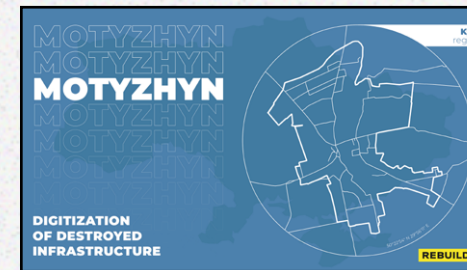 MOTYZHYN
MOTYZHYN
MOTYZHYN
MOTYZHYN
MOTYZHYN
MOTYZHYN
MOTYZHYN
DIGITIZATION
OF DESTROYED
INFRASTRUCTURE
REBUILD